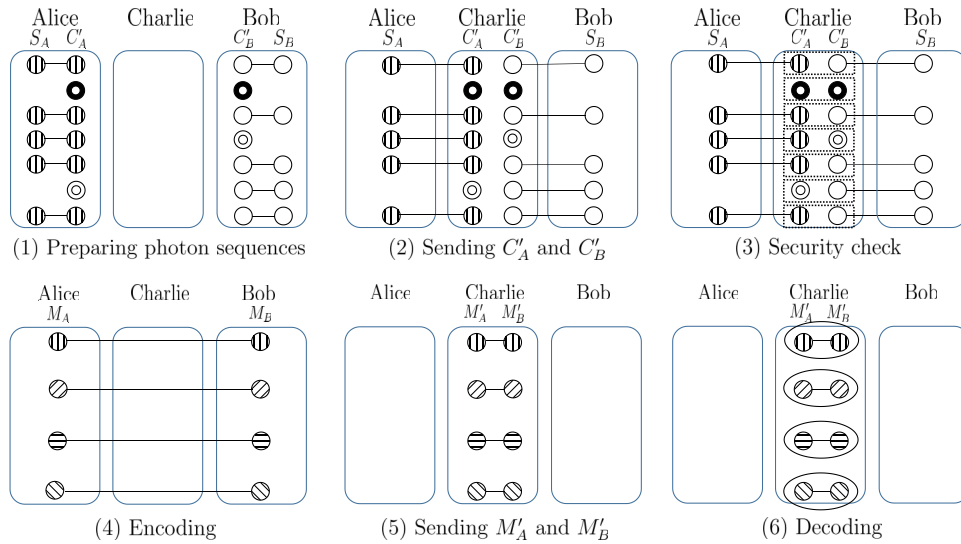 Alice Charlie Bob
S_A C′_A C′_B S_B
(1) Preparing photon sequences
Alice Charlie Bob
S_A C′_A C′_B S_B
(2) Sending C′_A and C′_B
Alice Charlie Bob
S_A C′_A C′_B S_B
(3) Security check
Alice Charlie Bob
M_A M_B
(4) Encoding
Alice Charlie Bob
M′_A M′_B
(5) Sending M′_A and M′_B
Alice Charlie Bob
M′_A M′_B
(6) Decoding